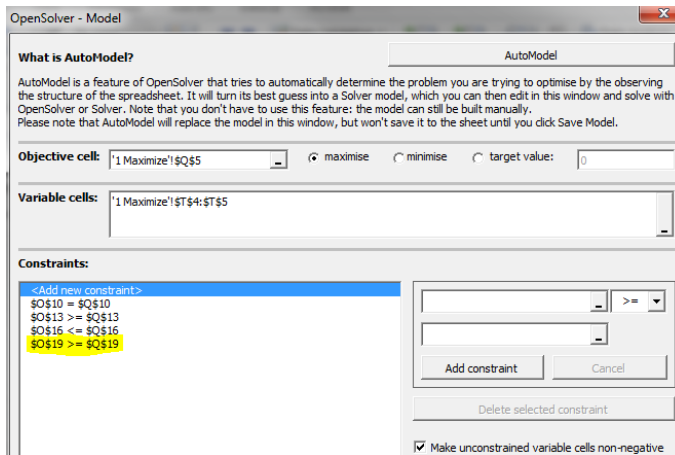 OpenSolver - Model
x
What is AutoModel?
AutoModel
AutoModel is a feature of OpenSolver that tries to automatically determine the problem you are trying to optimise by the observing
the structure of the spreadsheet. It will turn its best guess into a Solver model, which you can then edit in this window and solve with
OpenSolver or Solver. Note that you don't have to use this feature: the model can still be built manually.
Please note that AutoModel will replace the model in this window, but won't save it to the sheet until you click Save Model.
Objective cell: '1 Maximize'!$Q$5 _ maximise minimise target value: 0
Variable cells: '1 Maximize'!$T$4:$T$5
_
Constraints:
<Add new constraint>
$O$10 = $Q$10
$O$13 >= $Q$13
$O$16 <= $Q$16
$O$19 >= $Q$19
_ >=
_
Add constraint Cancel
Delete selected constraint
Make unconstrained variable cells non-negative